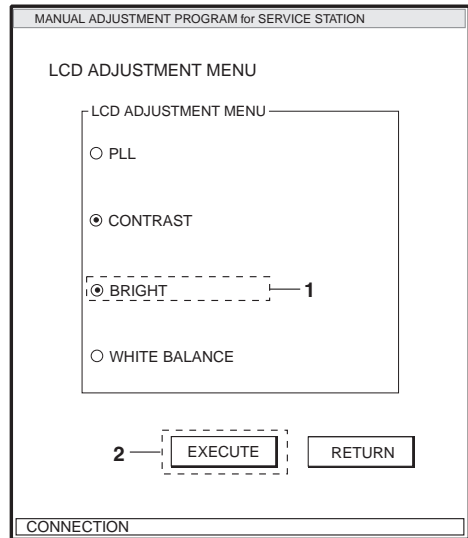 MANUAL ADJUSTMENT PROGRAM for SERVICE STATION
LCD ADJUSTMENT MENU
LCD ADJUSTMENT MENU
PLL
CONTRAST
BRIGHT
1
WHITE BALANCE
2
EXECUTE
RETURN
CONNECTION